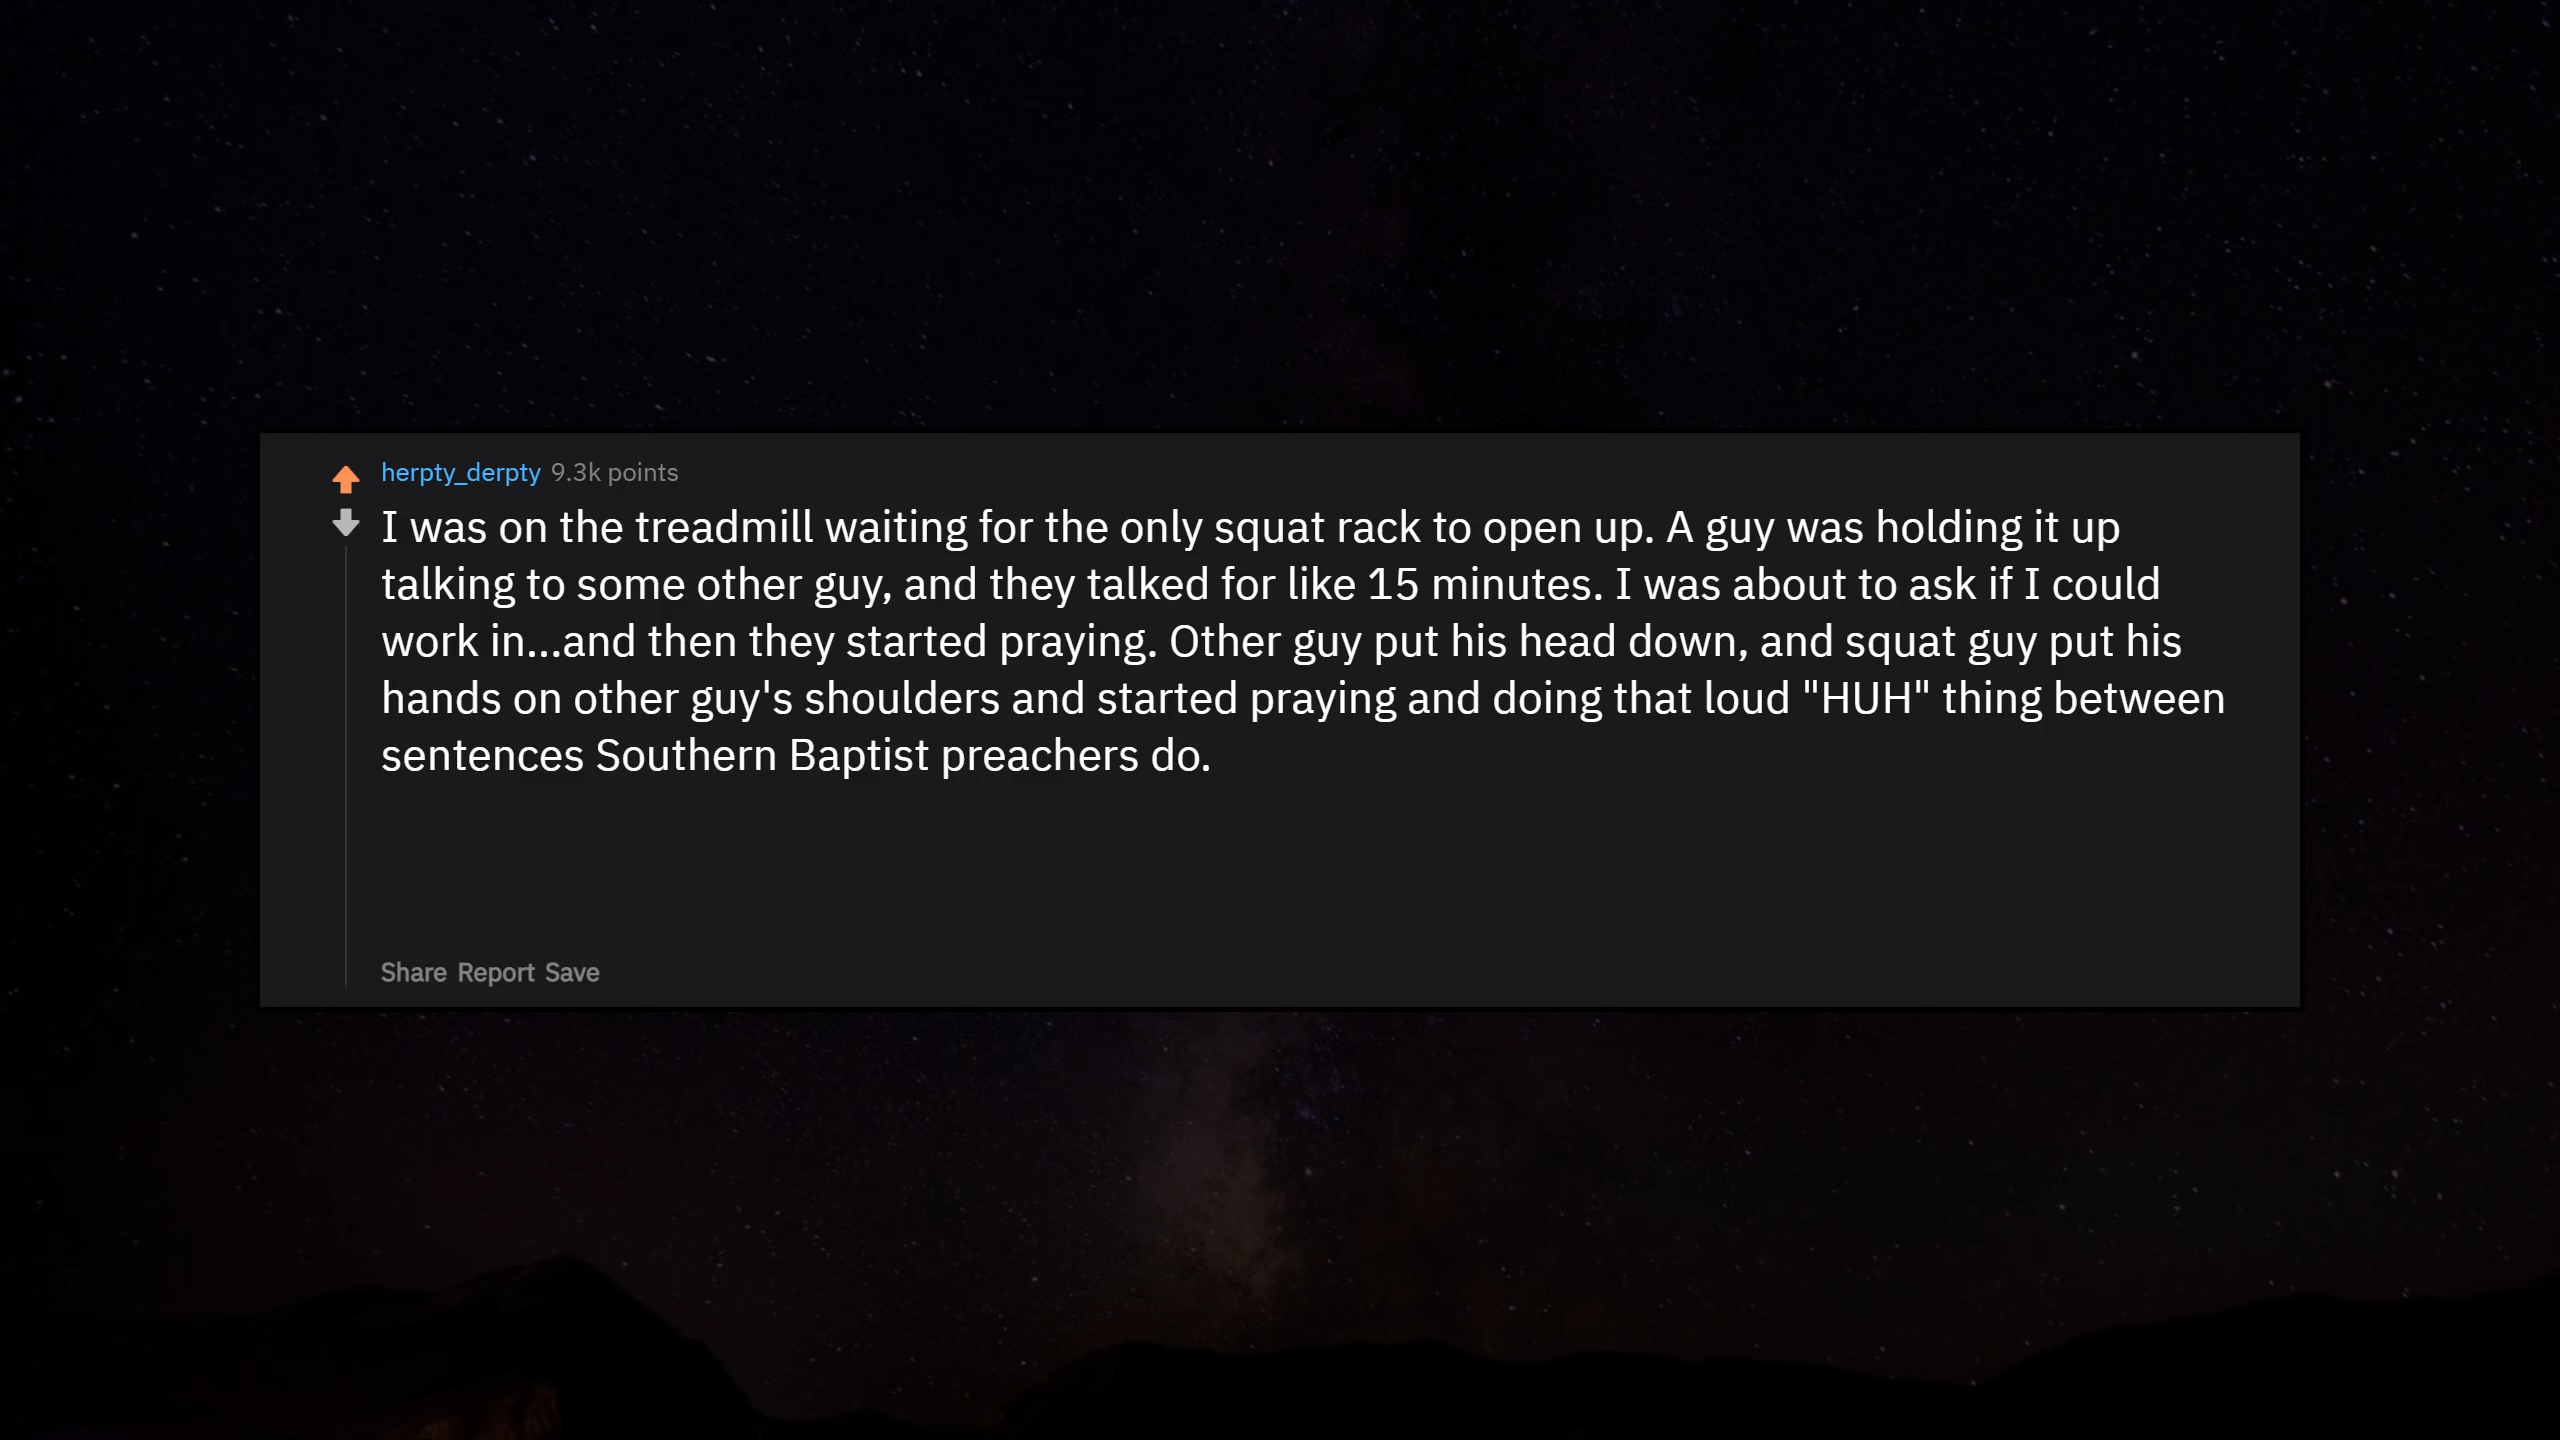 herpty_derpty 9.3k points
I was on the treadmill waiting for the only squat rack to open up. A guy was holding it up
talking to some other guy, and they talked for like 15 minutes. I was about to ask if I could
work in...and then they started praying. Other guy put his head down, and squat guy put his
hands on other guy's shoulders and started praying and doing that loud "HUH" thing between
sentences Southern Baptist preachers do.
Share Report Save